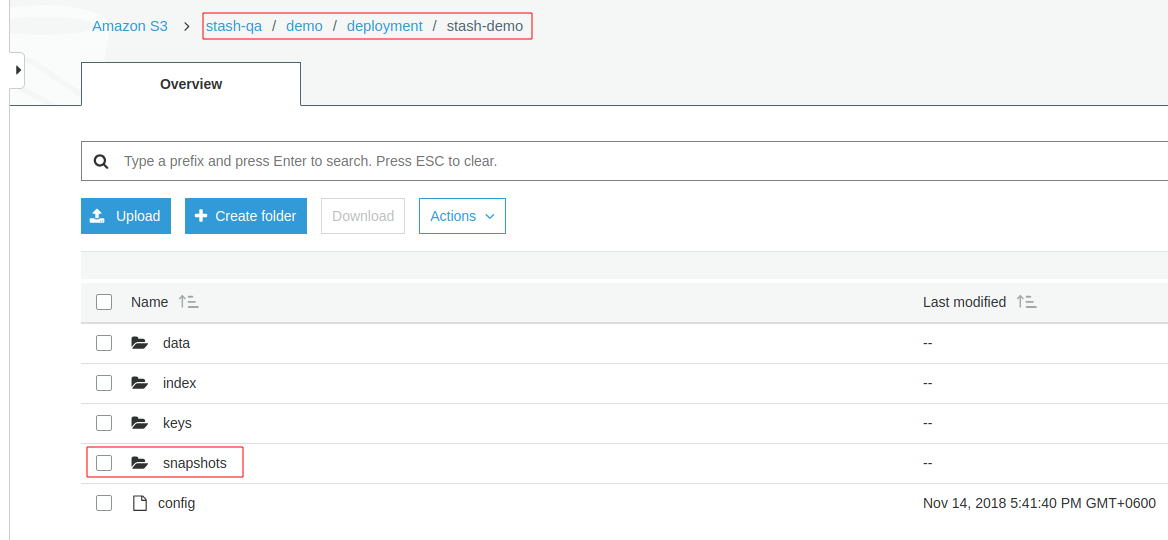 Amazon S3 > stash-qa / demo / deployment / stash-demo
Overview
Type a prefix and press Enter to search. Press ESC to clear.
Upload Create folder Download Actions
Name Last modified
data --
index --
keys --
snapshots --
config Nov 14, 2018 5:41:40 PM GMT+0600